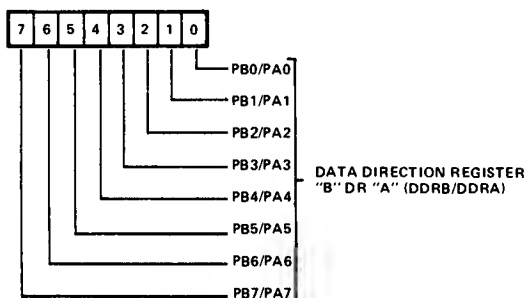 7 6 5 4 3 2 1 0
PB0/PA0
PB1/PA1
PB2/PA2
PB3/PA3
DATA DIRECTION REGISTER
"B" DR "A" (DDRB/DDRA)
PB4/PA4
PB5/PA5
PB6/PA6
PB7/PA7